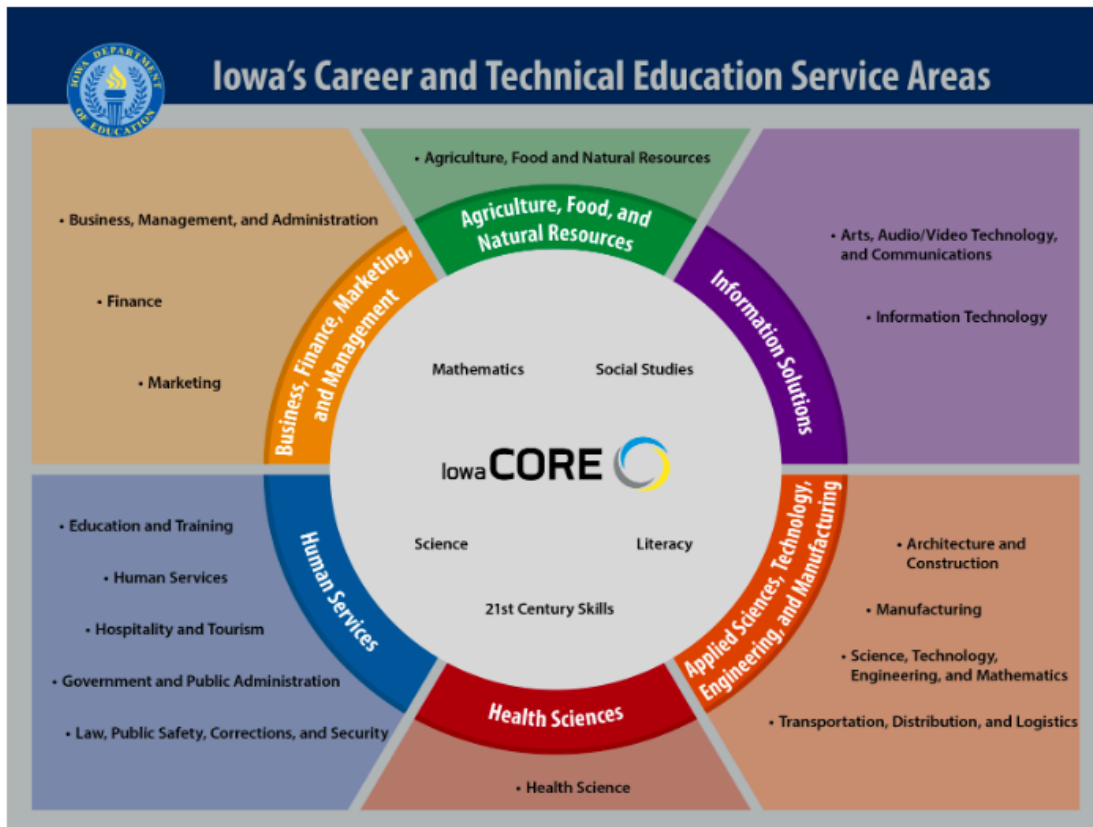 IOWA DEPARTMENT
OF EDUCATION
Iowa's Career and Technical Education Service Areas
• Agriculture, Food and Natural Resources
Agriculture, Food, and
Natural Resources
• Business, Management, and Administration
• Finance
• Marketing
Business, Finance, Marketing,
and Management
• Arts, Audio/Video Technology,
and Communications
• Information Technology
Information Solutions
Mathematics
Social Studies
Iowa CORE
Science
Literacy
21st Century Skills
• Education and Training
• Human Services
• Hospitality and Tourism
• Government and Public Administration
• Law, Public Safety, Corrections, and Security
Human Services
Applied Sciences, Technology,
Engineering, and Manufacturing
• Architecture and
Construction
• Manufacturing
• Science, Technology,
Engineering, and Mathematics
• Transportation, Distribution, and Logistics
Health Sciences
• Health Science